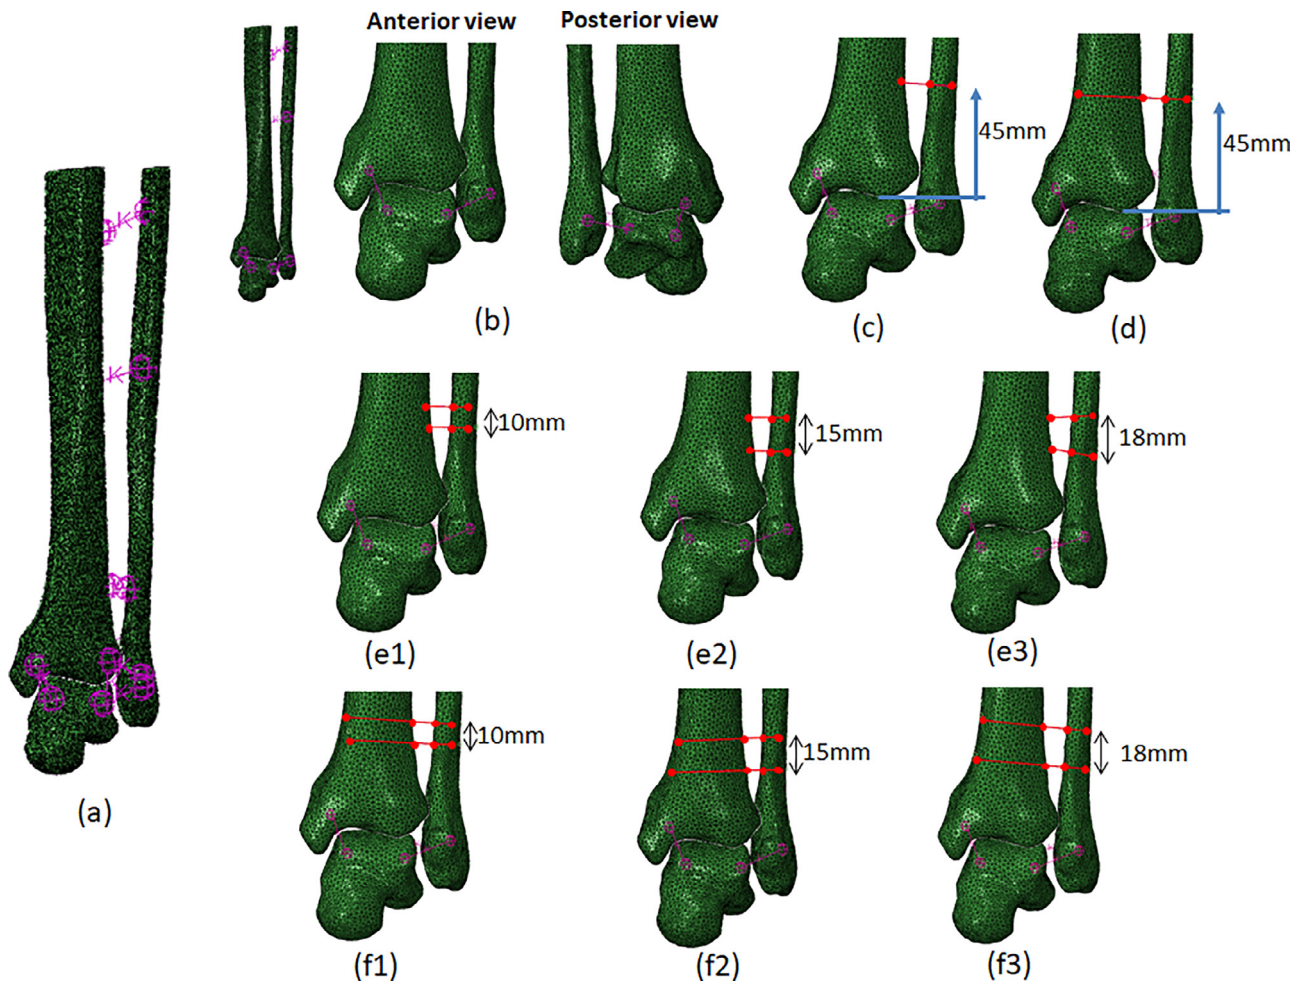 Anterior view
Posterior view
45mm
45mm
(b)
(c)
(d)
10mm
15mm
18mm
(e1)
(e2)
(e3)
10mm
15mm
18mm
(a)
(f1)
(f2)
(f3)